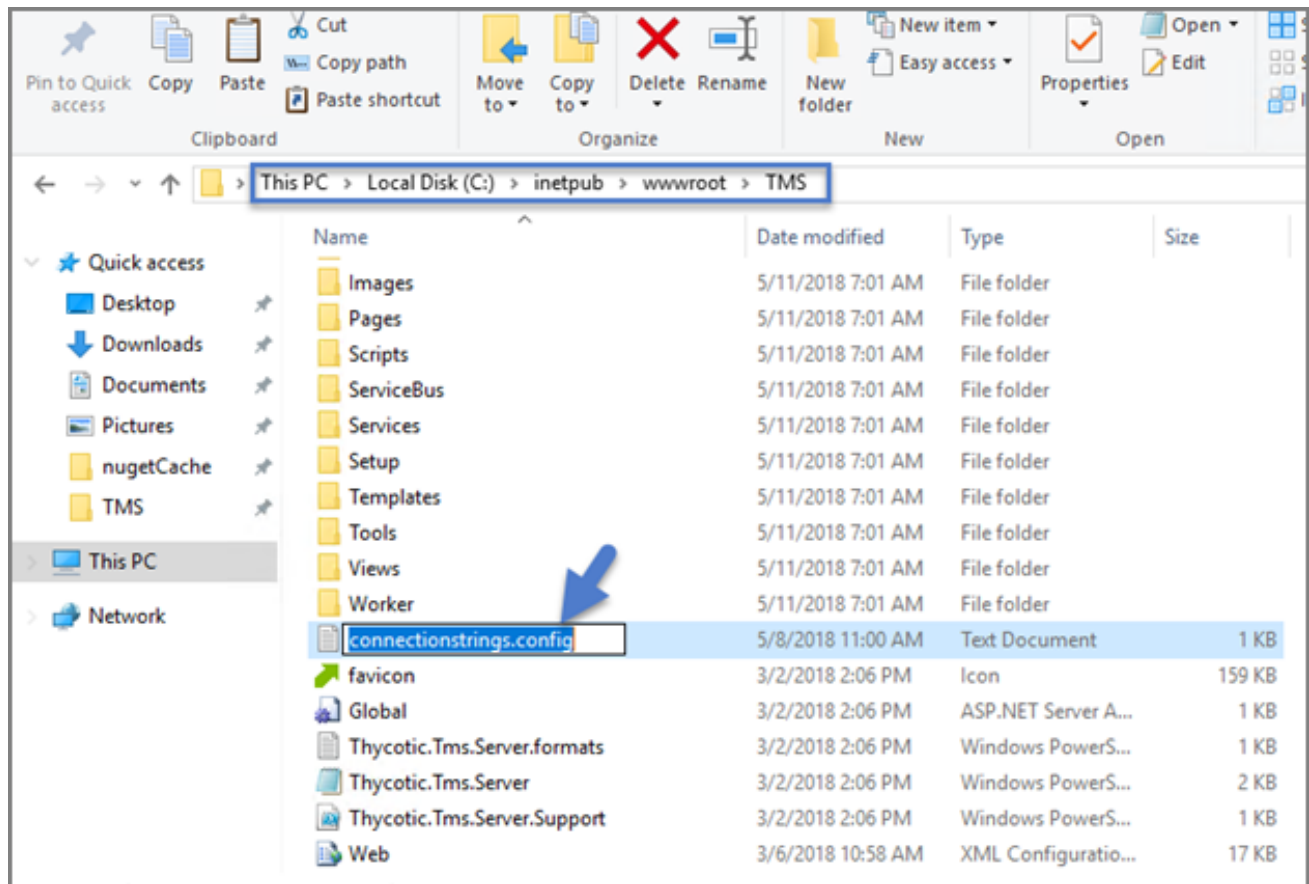 Pin to Quick access
Copy
Paste
Cut
Copy path
Paste shortcut
Move to
Copy to
Delete
Rename
New folder
New item
Easy access
Properties
Open
Edit
Clipboard
Organize
New
Open
This PC > Local Disk (C:) > inetpub > wwwroot > TMS
Name Date modified Type Size
Quick access
Desktop
Downloads
Documents
Pictures
nugetCache
TMS
This PC
Network
Images 5/11/2018 7:01 AM File folder
Pages 5/11/2018 7:01 AM File folder
Scripts 5/11/2018 7:01 AM File folder
ServiceBus 5/11/2018 7:01 AM File folder
Services 5/11/2018 7:01 AM File folder
Setup 5/11/2018 7:01 AM File folder
Templates 5/11/2018 7:01 AM File folder
Tools 5/11/2018 7:01 AM File folder
Views 5/11/2018 7:01 AM File folder
Worker 5/11/2018 7:01 AM File folder
connectionstrings.config 5/8/2018 11:00 AM Text Document 1 KB
favicon 3/2/2018 2:06 PM Icon 159 KB
Global 3/2/2018 2:06 PM ASP.NET Server A... 1 KB
Thycotic.Tms.Server.formats 3/2/2018 2:06 PM Windows PowerS... 1 KB
Thycotic.Tms.Server 3/2/2018 2:06 PM Windows PowerS... 2 KB
Thycotic.Tms.Server.Support 3/2/2018 2:06 PM Windows PowerS... 1 KB
Web 3/6/2018 10:58 AM XML Configuratio... 17 KB